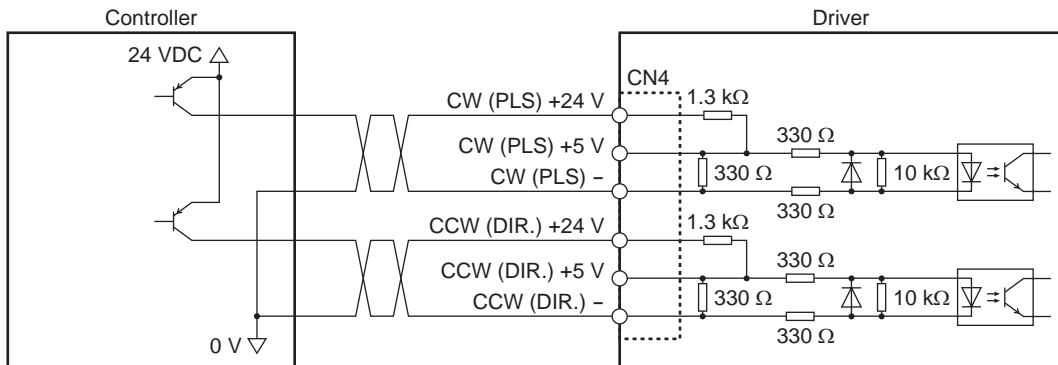 Controller
Driver
24 VDC
CN4
CW (PLS) +24 V
1.3 kΩ
CW (PLS) +5 V
330 Ω
330 Ω
10 kΩ
CW (PLS) –
330 Ω
CCW (DIR.) +24 V
1.3 kΩ
CCW (DIR.) +5 V
330 Ω
330 Ω
10 kΩ
CCW (DIR.) –
330 Ω
0 V